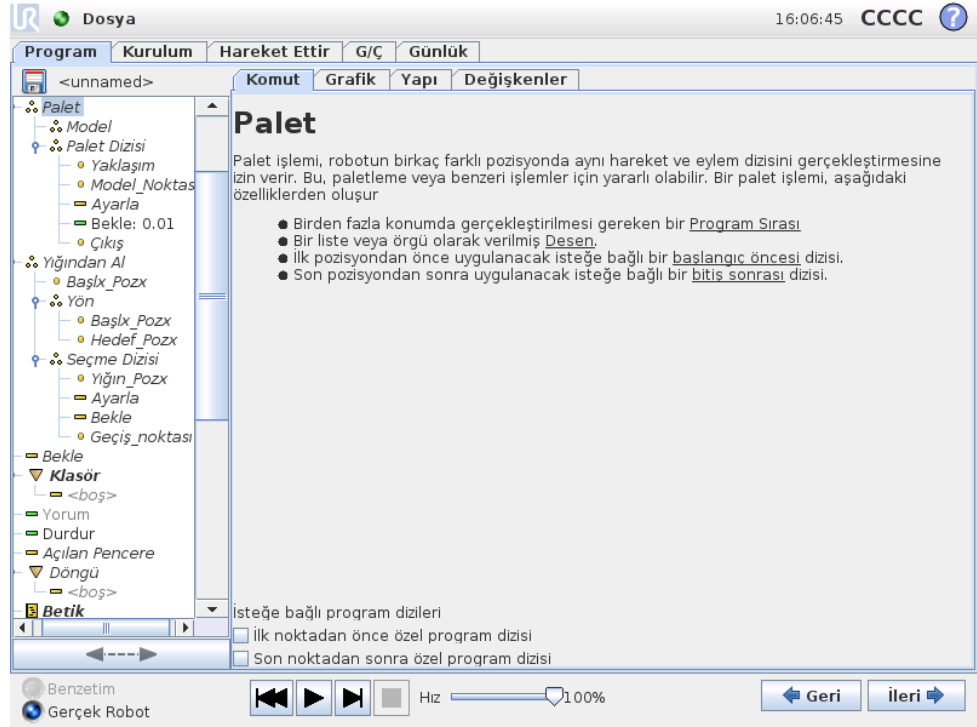 UR Dosya 16:06:45 CCCC ?
Program Kurulum Hareket Ettir G/Ç Günlük
<unnamed>
Komut Grafik Yapı Değişkenler
Palet
Model
Palet Dizisi
Yaklaşım
Model_Noktas
Ayarla
Bekle: 0.01
Çıkış
Yığından Al
Başlx_Pozx
Yön
Başlx_Pozx
Hedef_Pozx
Seçme Dizisi
Yığın_Pozx
Ayarla
Bekle
Geçiş_noktası
Bekle
Klasör
<boş>
Yorum
Durdur
Açılan Pencere
Döngü
<boş>
Betik
Palet
Palet işlemi, robotun birkaç farklı pozisyonda aynı hareket ve eylem dizisini gerçekleştirmesine
izin verir. Bu, paletleme veya benzeri işlemler için yararlı olabilir. Bir palet işlemi, aşağıdaki
özelliklerden oluşur
● Birden fazla konumda gerçekleştirilmesi gereken bir Program Sırası
● Bir liste veya örgü olarak verilmiş Desen.
● İlk pozisyondan önce uygulanacak isteğe bağlı bir başlangıç öncesi dizisi.
● Son pozisyondan sonra uygulanacak isteğe bağlı bir bitiş sonrası dizisi.
İsteğe bağlı program dizileri
İlk noktadan önce özel program dizisi
Son noktadan sonra özel program dizisi
Benzetim
Gerçek Robot
Hız 100%
Geri İleri